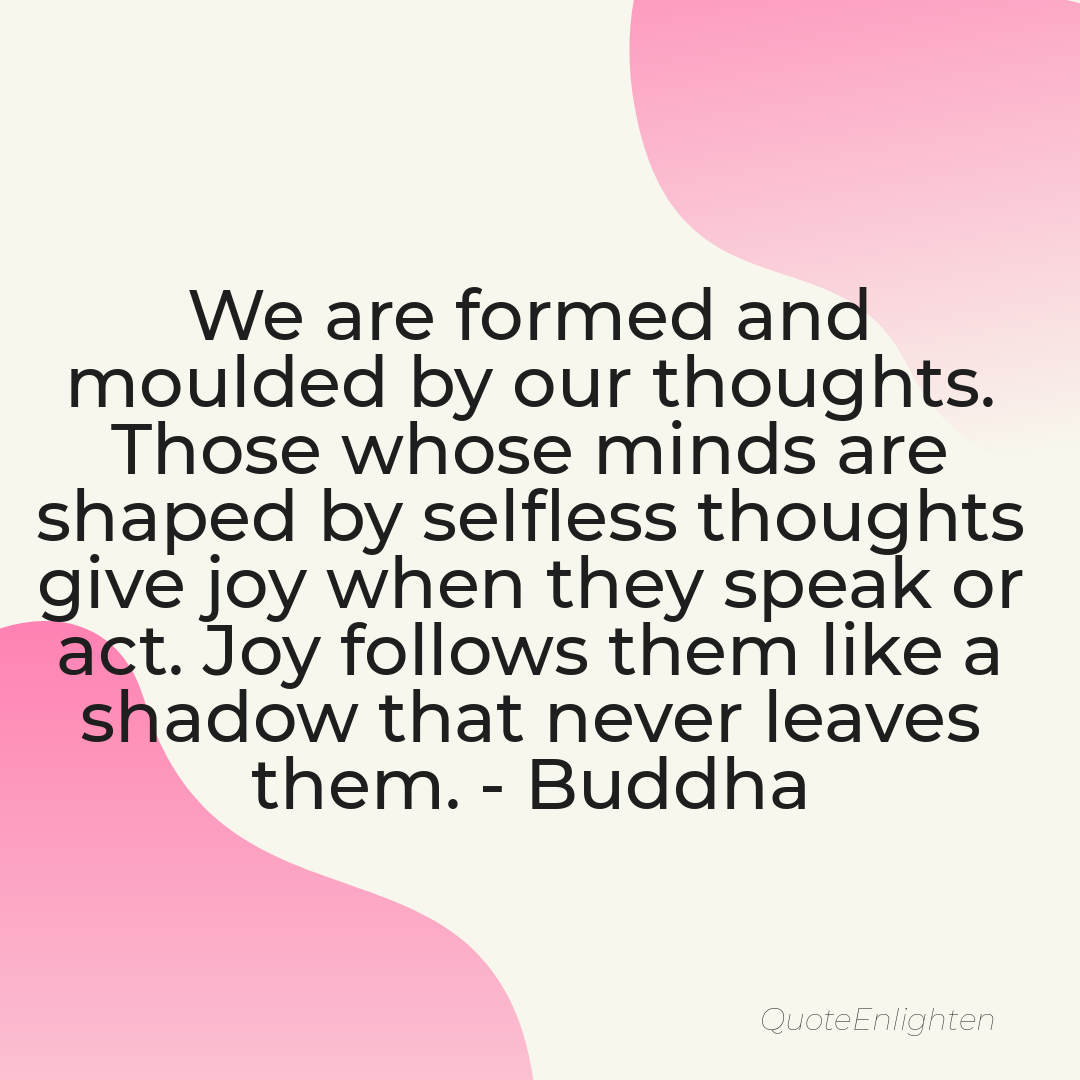 We are formed and
moulded by our thoughts.
Those whose minds are
shaped by selfless thoughts
give joy when they speak or
act. Joy follows them like a
shadow that never leaves
them. - Buddha
QuoteEnlighten